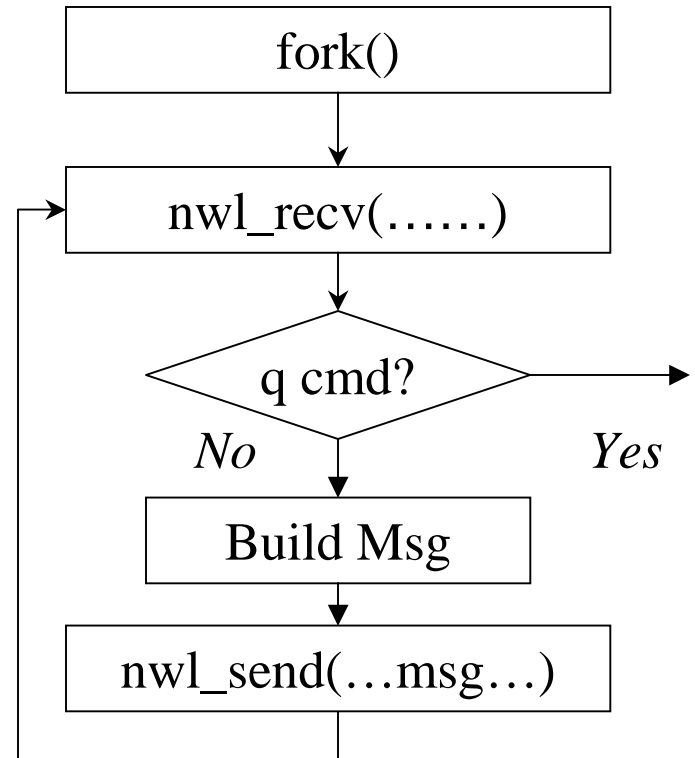 fork()
nwl_recv(……)
q cmd?
No
Yes
Build Msg
nwl_send(…msg…)